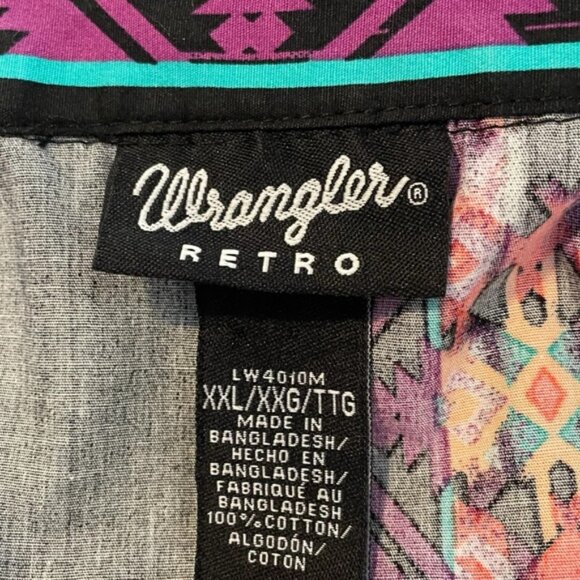 Wrangler®
RETRO
LW4010M
XXL/XXG/TTG
MADE IN
BANGLADESH/
HECHO EN
BANGLADESH/
FABRIQUÉ AU
BANGLADESH
100% COTTON/
ALGODÓN/
COTON